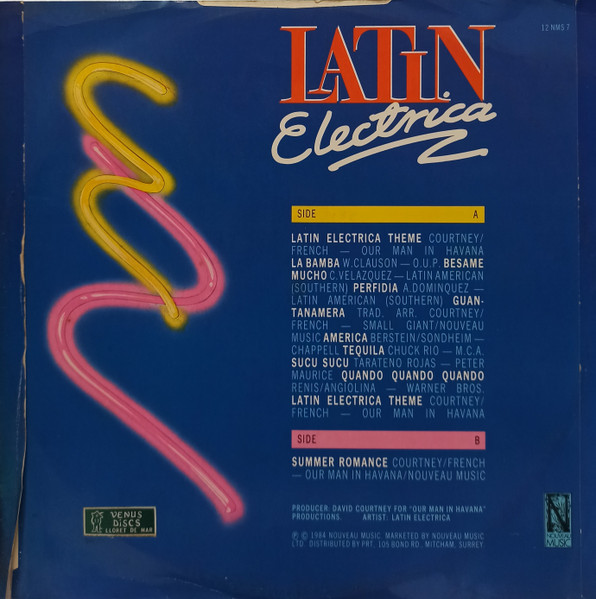 12 NMS 7
LATIN
Electrica
SIDE A
LATIN ELECTRICA THEME COURTNEY/
FRENCH — OUR MAN IN HAVANA
LA BAMBA W.CLAUSON — O.U.P. BESAME
MUCHO C.VELAZQUEZ — LATIN AMERICAN
(SOUTHERN) PERFIDIA A.DOMINQUEZ —
LATIN AMERICAN (SOUTHERN) GUAN-
TANAMERA TRAD. ARR. COURTNEY/
FRENCH — SMALL GIANT/NOUVEAU
MUSIC AMERICA BERSTEIN/SONDHEIM —
CHAPPELL TEQUILA CHUCK RIO — M.C.A.
SUCU SUCU TARATENO ROJAS — PETER
MAURICE QUANDO QUANDO QUANDO
RENIS/ANGIOLINA — WARNER BROS.
LATIN ELECTRICA THEME COURTNEY/
FRENCH — OUR MAN IN HAVANA
SIDE B
SUMMER ROMANCE COURTNEY/FRENCH
— OUR MAN IN HAVANA/NOUVEAU MUSIC
PRODUCER: DAVID COURTNEY FOR "OUR MAN IN HAVANA"
PRODUCTIONS. ARTIST: LATIN ELECTRICA
℗ © 1984 NOUVEAU MUSIC MARKETED BY NOUVEAU MUSIC
LTD. DISTRIBUTED BY PRT, 105 BOND RD, MITCHAM, SURREY.
VENUS
DISCS
LLORET DE MAR
N
NOUVEAU
MUSIC